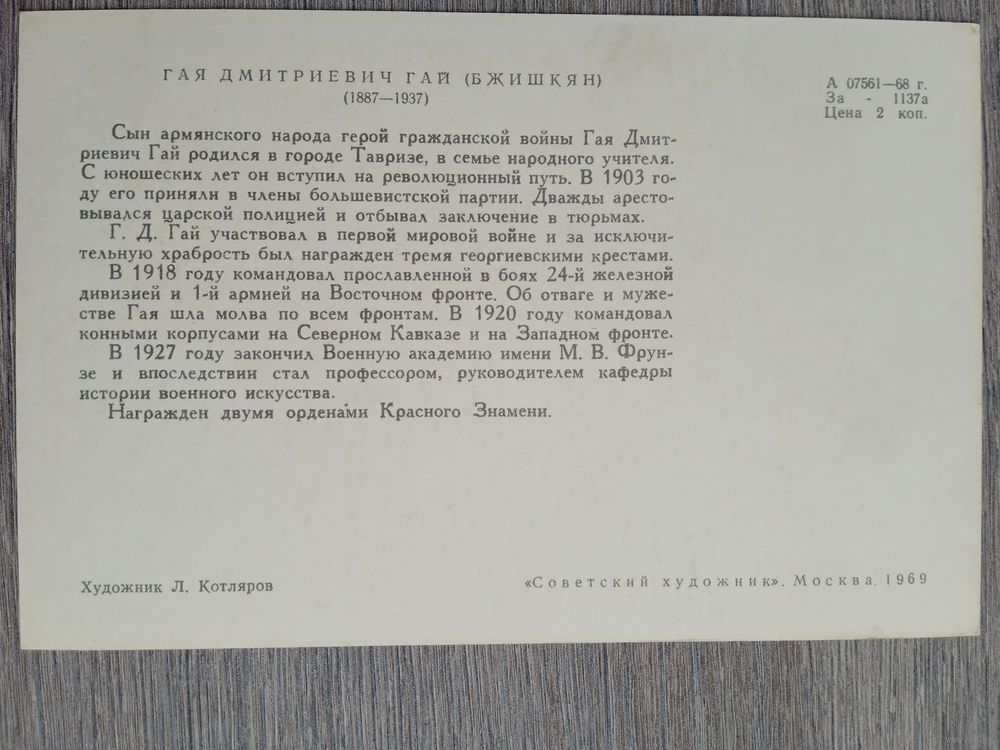 ГАЯ ДМИТРИЕВИЧ ГАЙ (БЖИШКЯН)
(1887—1937)
А 07561—68 г.
За - 1137а
Цена 2 коп.
Сын армянского народа герой гражданской войны Гая Дмит-
риевич Гай родился в городе Тавризе, в семье народного учителя.
С юношеских лет он вступил на революционный путь. В 1903 го-
ду его приняли в члены большевистской партии. Дважды аресто-
вывался царской полицией и отбывал заключение в тюрьмах.
Г. Д. Гай участвовал в первой мировой войне и за исключи-
тельную храбрость был награжден тремя георгиевскими крестами.
В 1918 году командовал прославленной в боях 24-й железной
дивизией и 1-й армией на Восточном фронте. Об отваге и муже-
стве Гая шла молва по всем фронтам. В 1920 году командовал
конными корпусами на Северном Кавказе и на Западном фронте.
В 1927 году закончил Военную академию имени М. В. Фрун-
зе и впоследствии стал профессором, руководителем кафедры
истории военного искусства.
Награжден двумя орденами Красного Знамени.
Художник Л. Котляров
«Советский художник». Москва. 1969